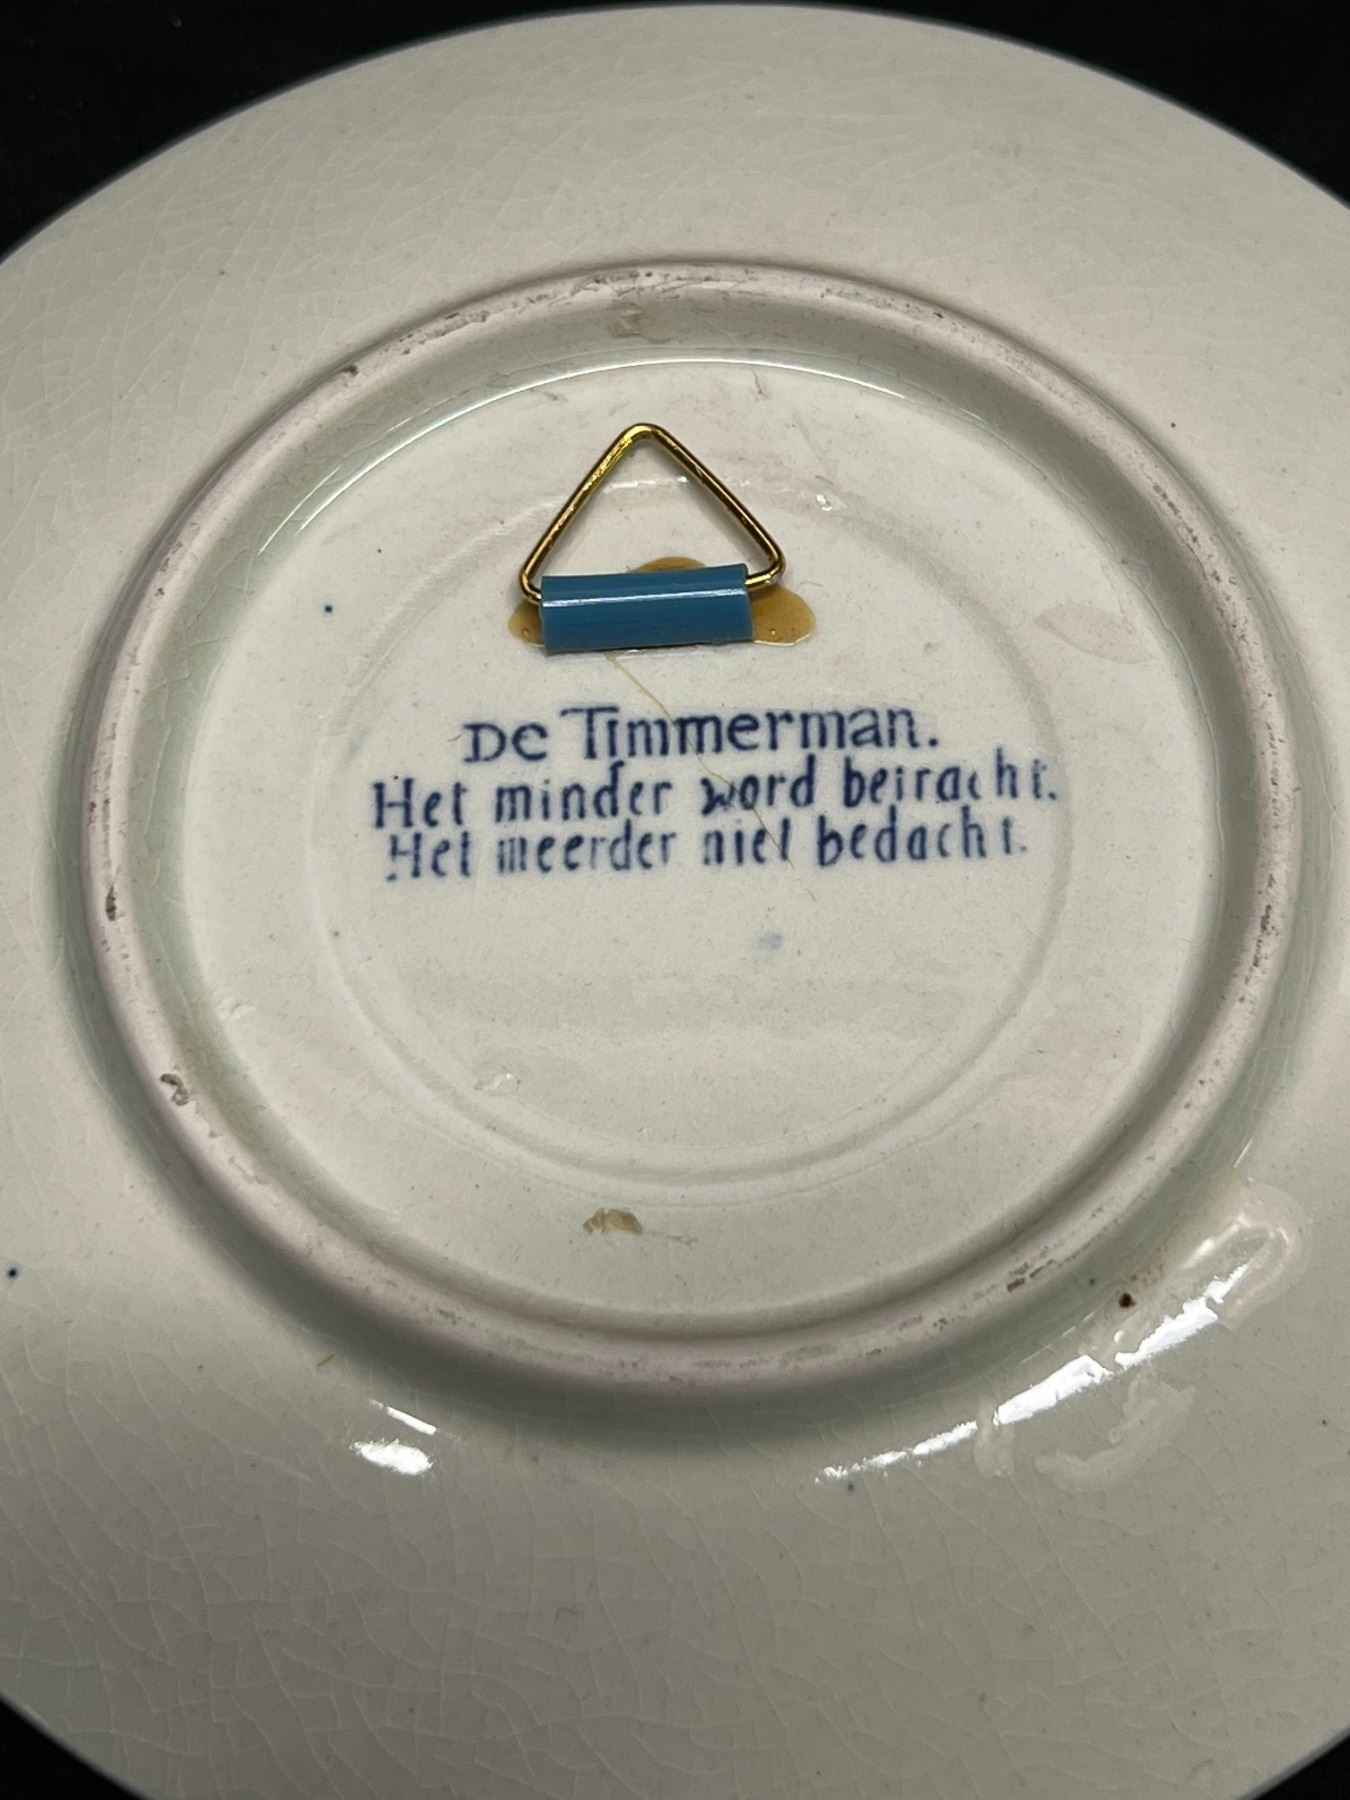 De Timmerman.
Het minder word betracht.
Het meerder niet bedacht.